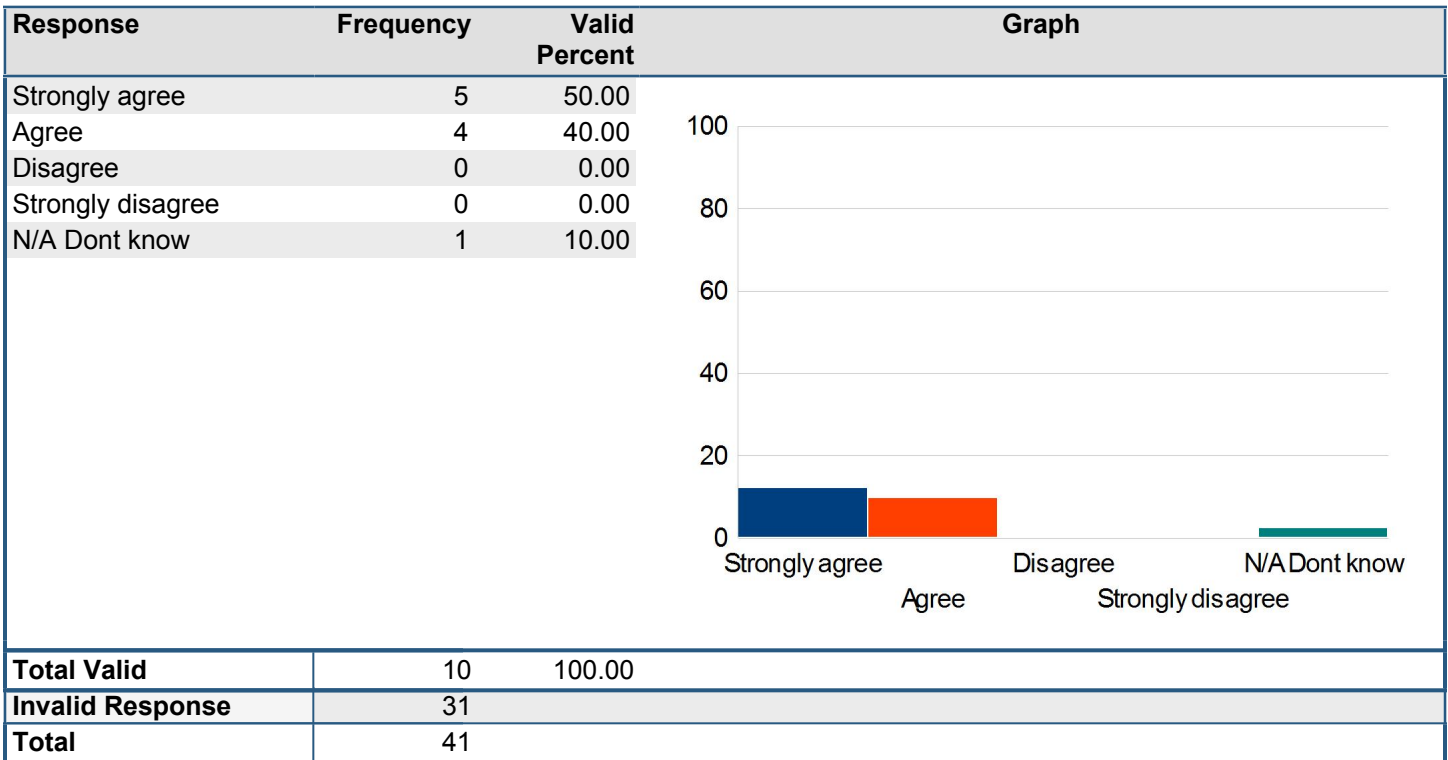 Response Frequency Valid Percent Graph
Strongly agree 5 50.00
Agree 4 40.00
Disagree 0 0.00
Strongly disagree 0 0.00
N/A Dont know 1 10.00
100
80
60
40
20
0
Strongly agree Disagree N/A Dont know
Agree Strongly disagree
Total Valid 10 100.00
Invalid Response 31
Total 41